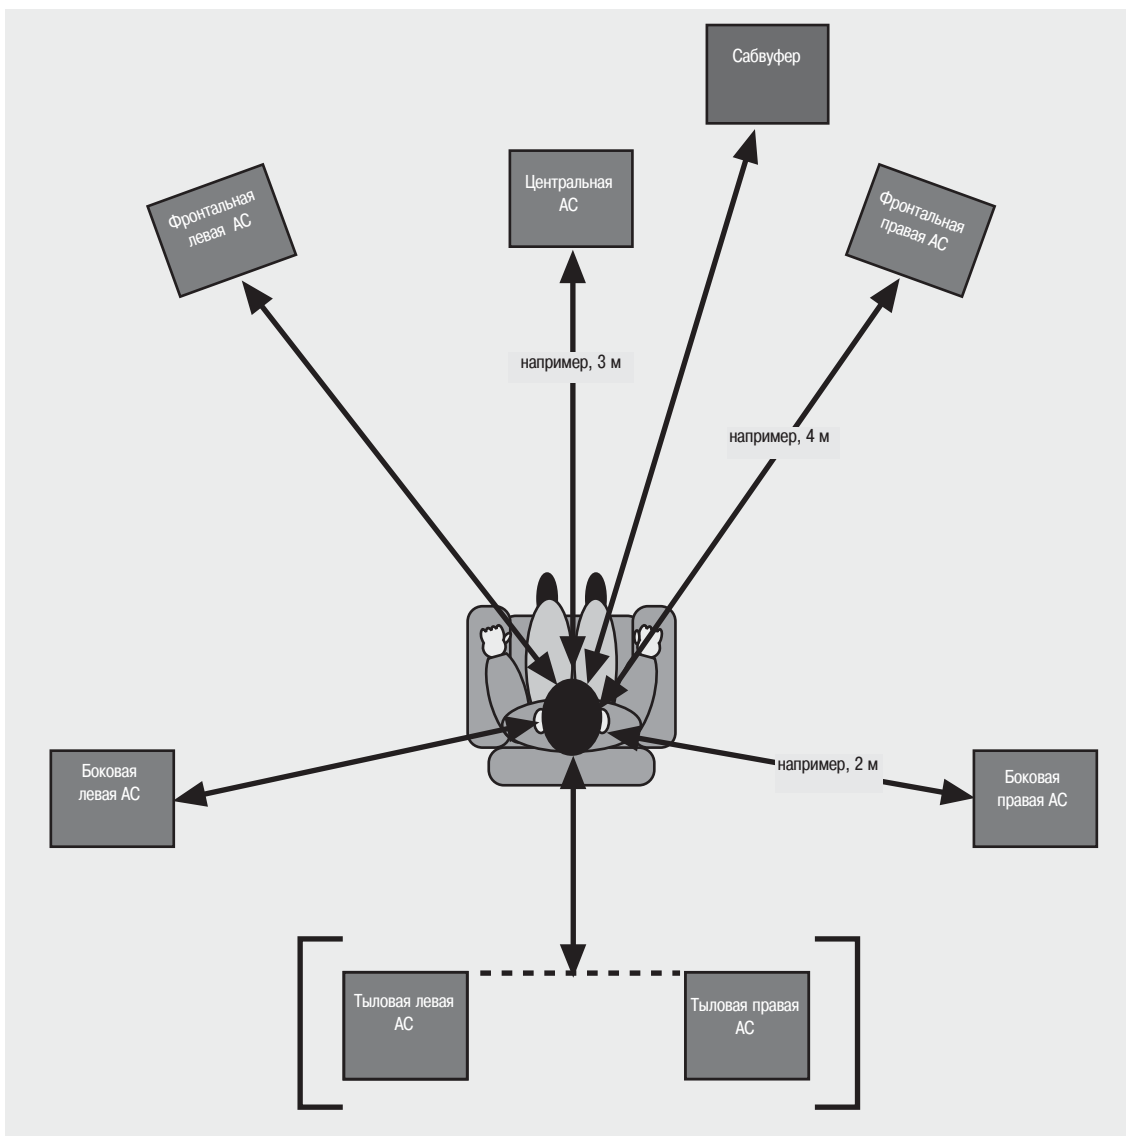 Сабвуфер
Центральная
АС
Фронтальная
левая АС
Фронтальная
правая АС
например, 3 м
например, 4 м
например, 2 м
Боковая
левая АС
Боковая
правая АС
Тыловая левая
АС
Тыловая правая
АС